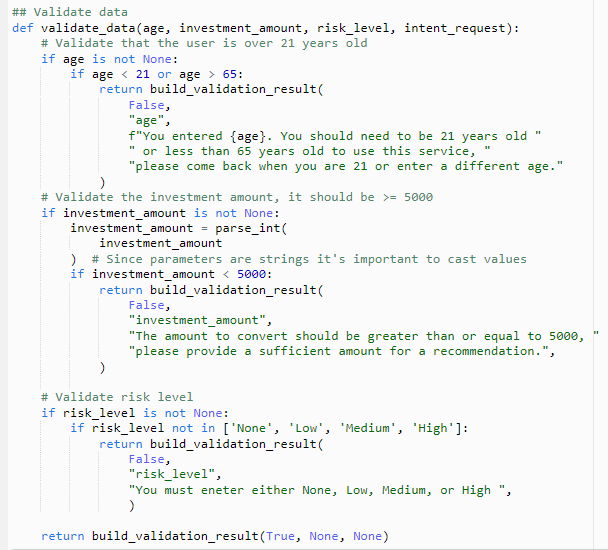 ## Validate data
def validate_data(age, investment_amount, risk_level, intent_request):
    # Validate that the user is over 21 years old
    if age is not None:
        if age < 21 or age > 65:
            return build_validation_result(
                False,
                "age",
                f"You entered {age}. You should need to be 21 years old "
                " or less than 65 years old to use this service, "
                "please come back when you are 21 or enter a different age."
            )
    # Validate the investment amount, it should be >= 5000
    if investment_amount is not None:
        investment_amount = parse_int(
            investment_amount
        )  # Since parameters are strings it's important to cast values
        if investment_amount < 5000:
            return build_validation_result(
                False,
                "investment_amount",
                "The amount to convert should be greater than or equal to 5000, "
                "please provide a sufficient amount for a recommendation.",
            )
    # Validate risk level
    if risk_level is not None:
        if risk_level not in ['None', 'Low', 'Medium', 'High']:
            return build_validation_result(
                False,
                "risk_level",
                "You must eneter either None, Low, Medium, or High ",
                )
    return build_validation_result(True, None, None)